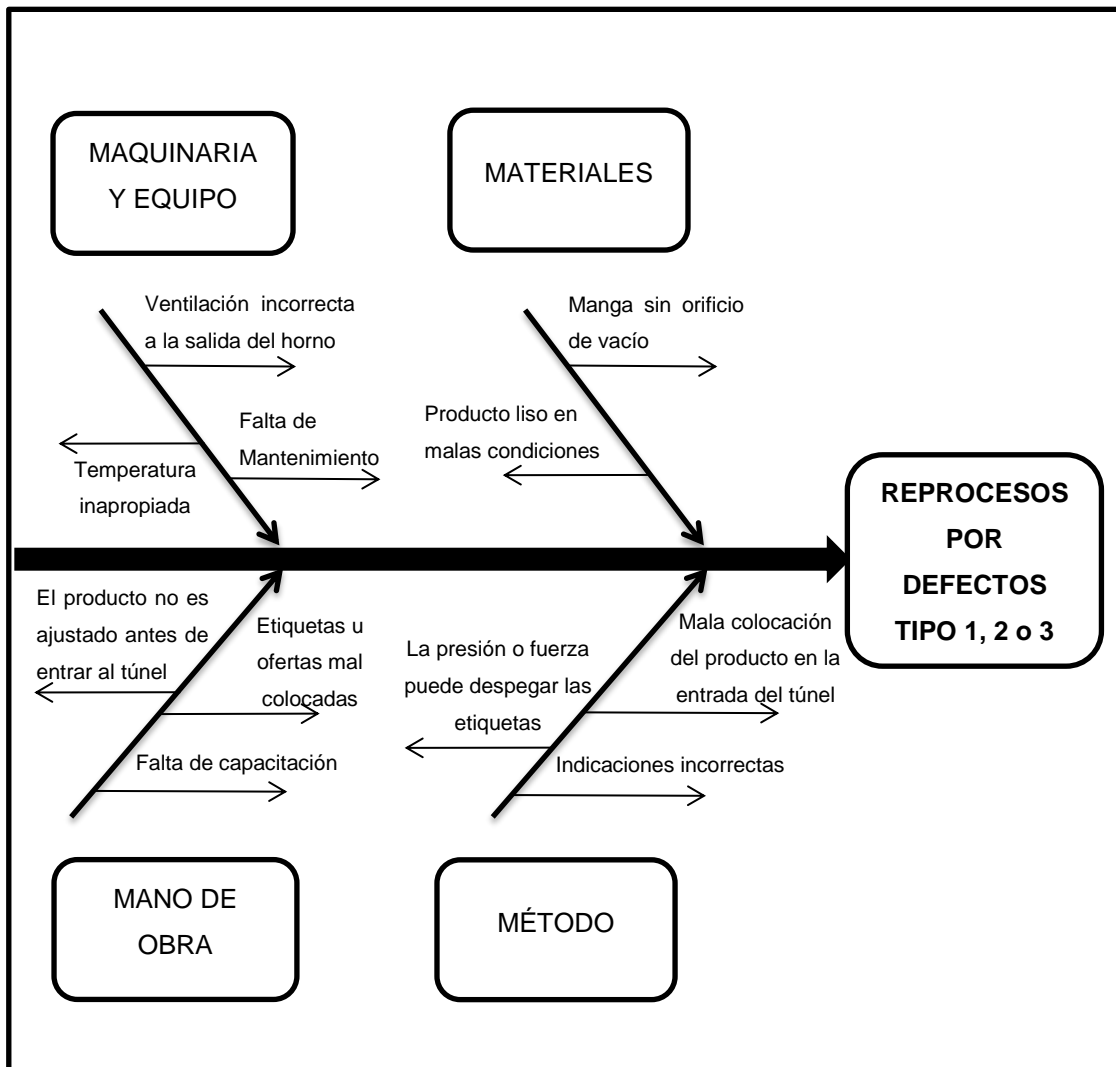 MAQUINARIA
Y EQUIPO
MATERIALES
Ventilación incorrecta
a la salida del horno
Falta de
Mantenimiento
Temperatura
inapropiada
Manga sin orificio
de vacío
Producto liso en
malas condiciones
REPROCESOS
POR
DEFECTOS
TIPO 1, 2 o 3
El producto no es
ajustado antes de
entrar al túnel
Etiquetas u
ofertas mal
colocadas
Falta de capacitación
La presión o fuerza
puede despegar las
etiquetas
Mala colocación
del producto en la
entrada del túnel
Indicaciones incorrectas
MANO DE
OBRA
MÉTODO